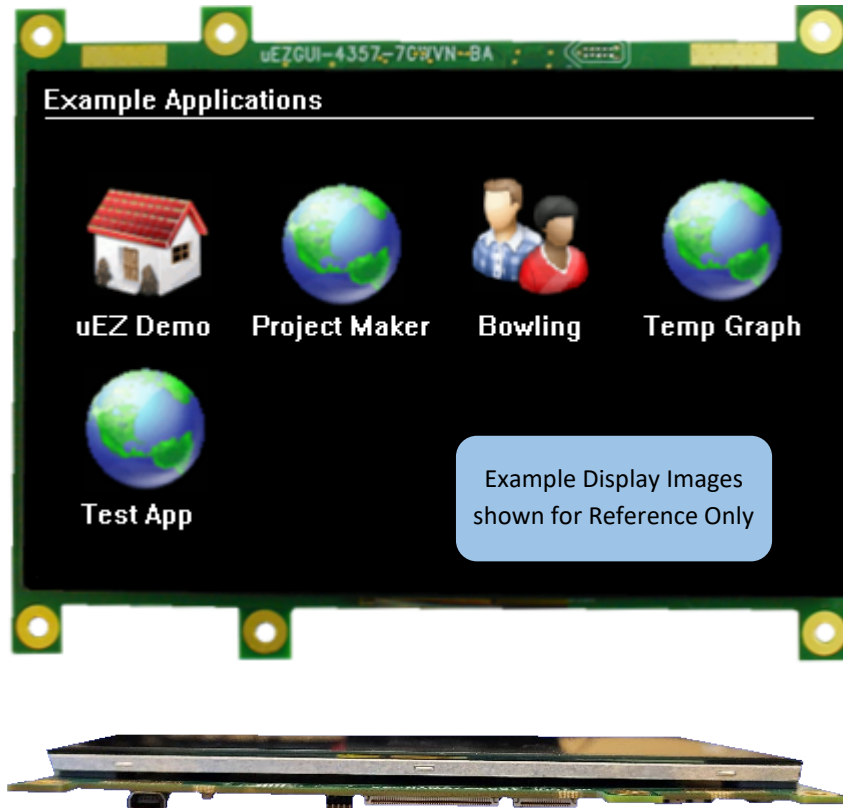 uEZGUI-4357-70WVN-BA
Example Applications
uEZ Demo
Project Maker
Bowling
Temp Graph
Test App
Example Display Images
shown for Reference Only